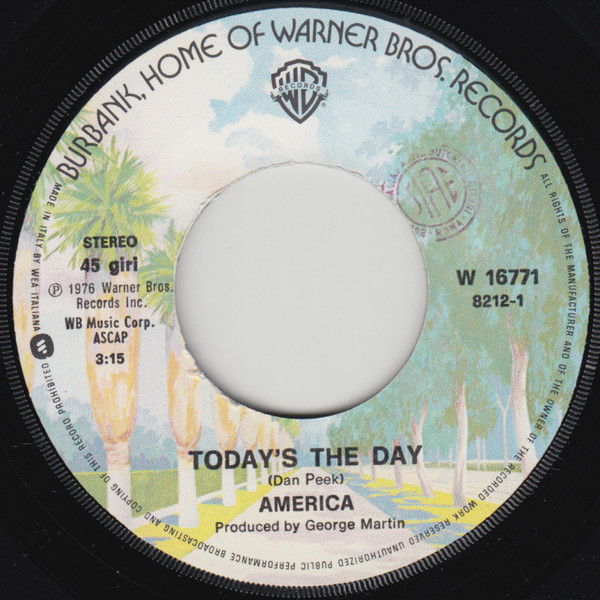 BURBANK, HOME OF WARNER BROS. RECORDS
WB
RECORDS
®
SIAE
ROMA
STEREO
45 giri
℗ 1976 Warner Bros.
Records Inc.
WB Music Corp.
ASCAP
3:15
W 16771
8212-1
TODAY'S THE DAY
(Dan Peek)
AMERICA
Produced by George Martin
MADE IN ITALY BY WEA ITALIANA
ALL RIGHTS OF THE MANUFACTURER AND OF THE OWNER OF THE RECORDED WORK RESERVED UNAUTHORIZED PUBLIC PERFORMANCE BROADCASTING AND COPYING OF THIS RECORD PROHIBITED